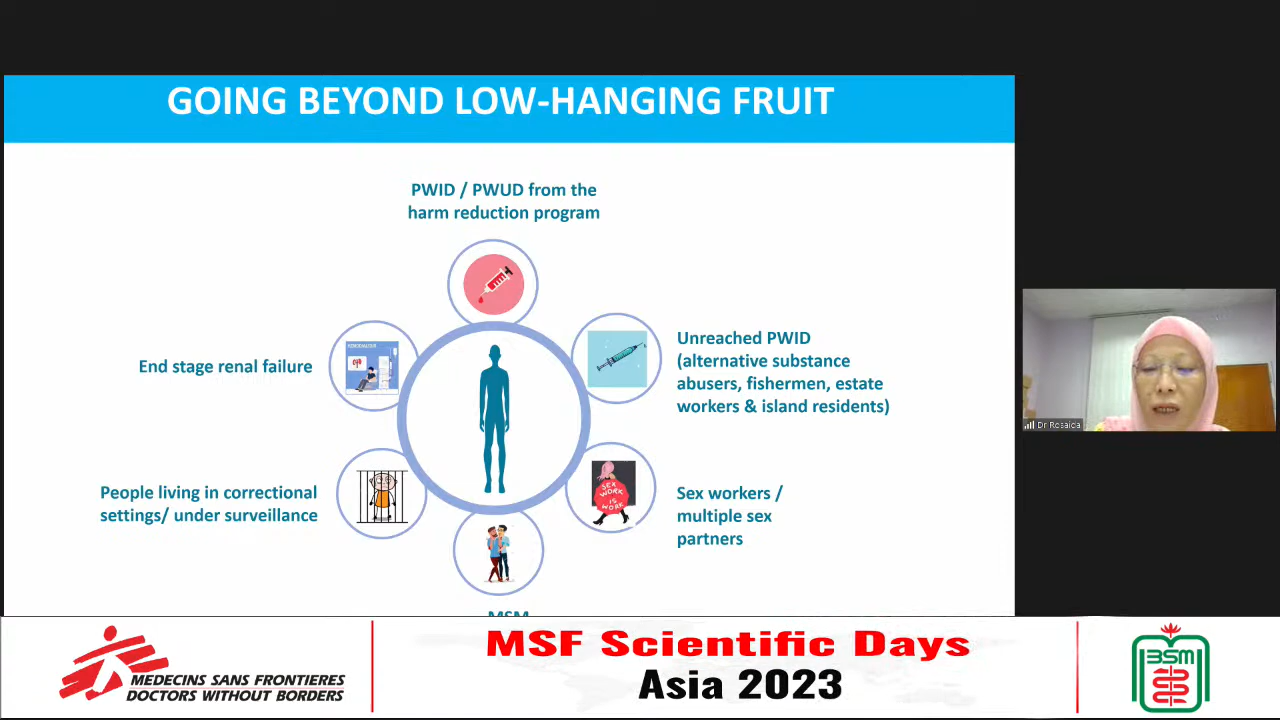 GOING BEYOND LOW-HANGING FRUIT
PWID / PWUD from the
harm reduction program
End stage renal failure
Unreached PWID
(alternative substance
abusers, fishermen, estate
workers & island residents)
People living in correctional
settings/ under surveillance
SEX
WORK
IS
WORK
Sex workers /
multiple sex
partners
MSM
Dr Rosaida
MEDECINS SANS FRONTIERES
DOCTORS WITHOUT BORDERS
MSF Scientific Days
Asia 2023
BSM